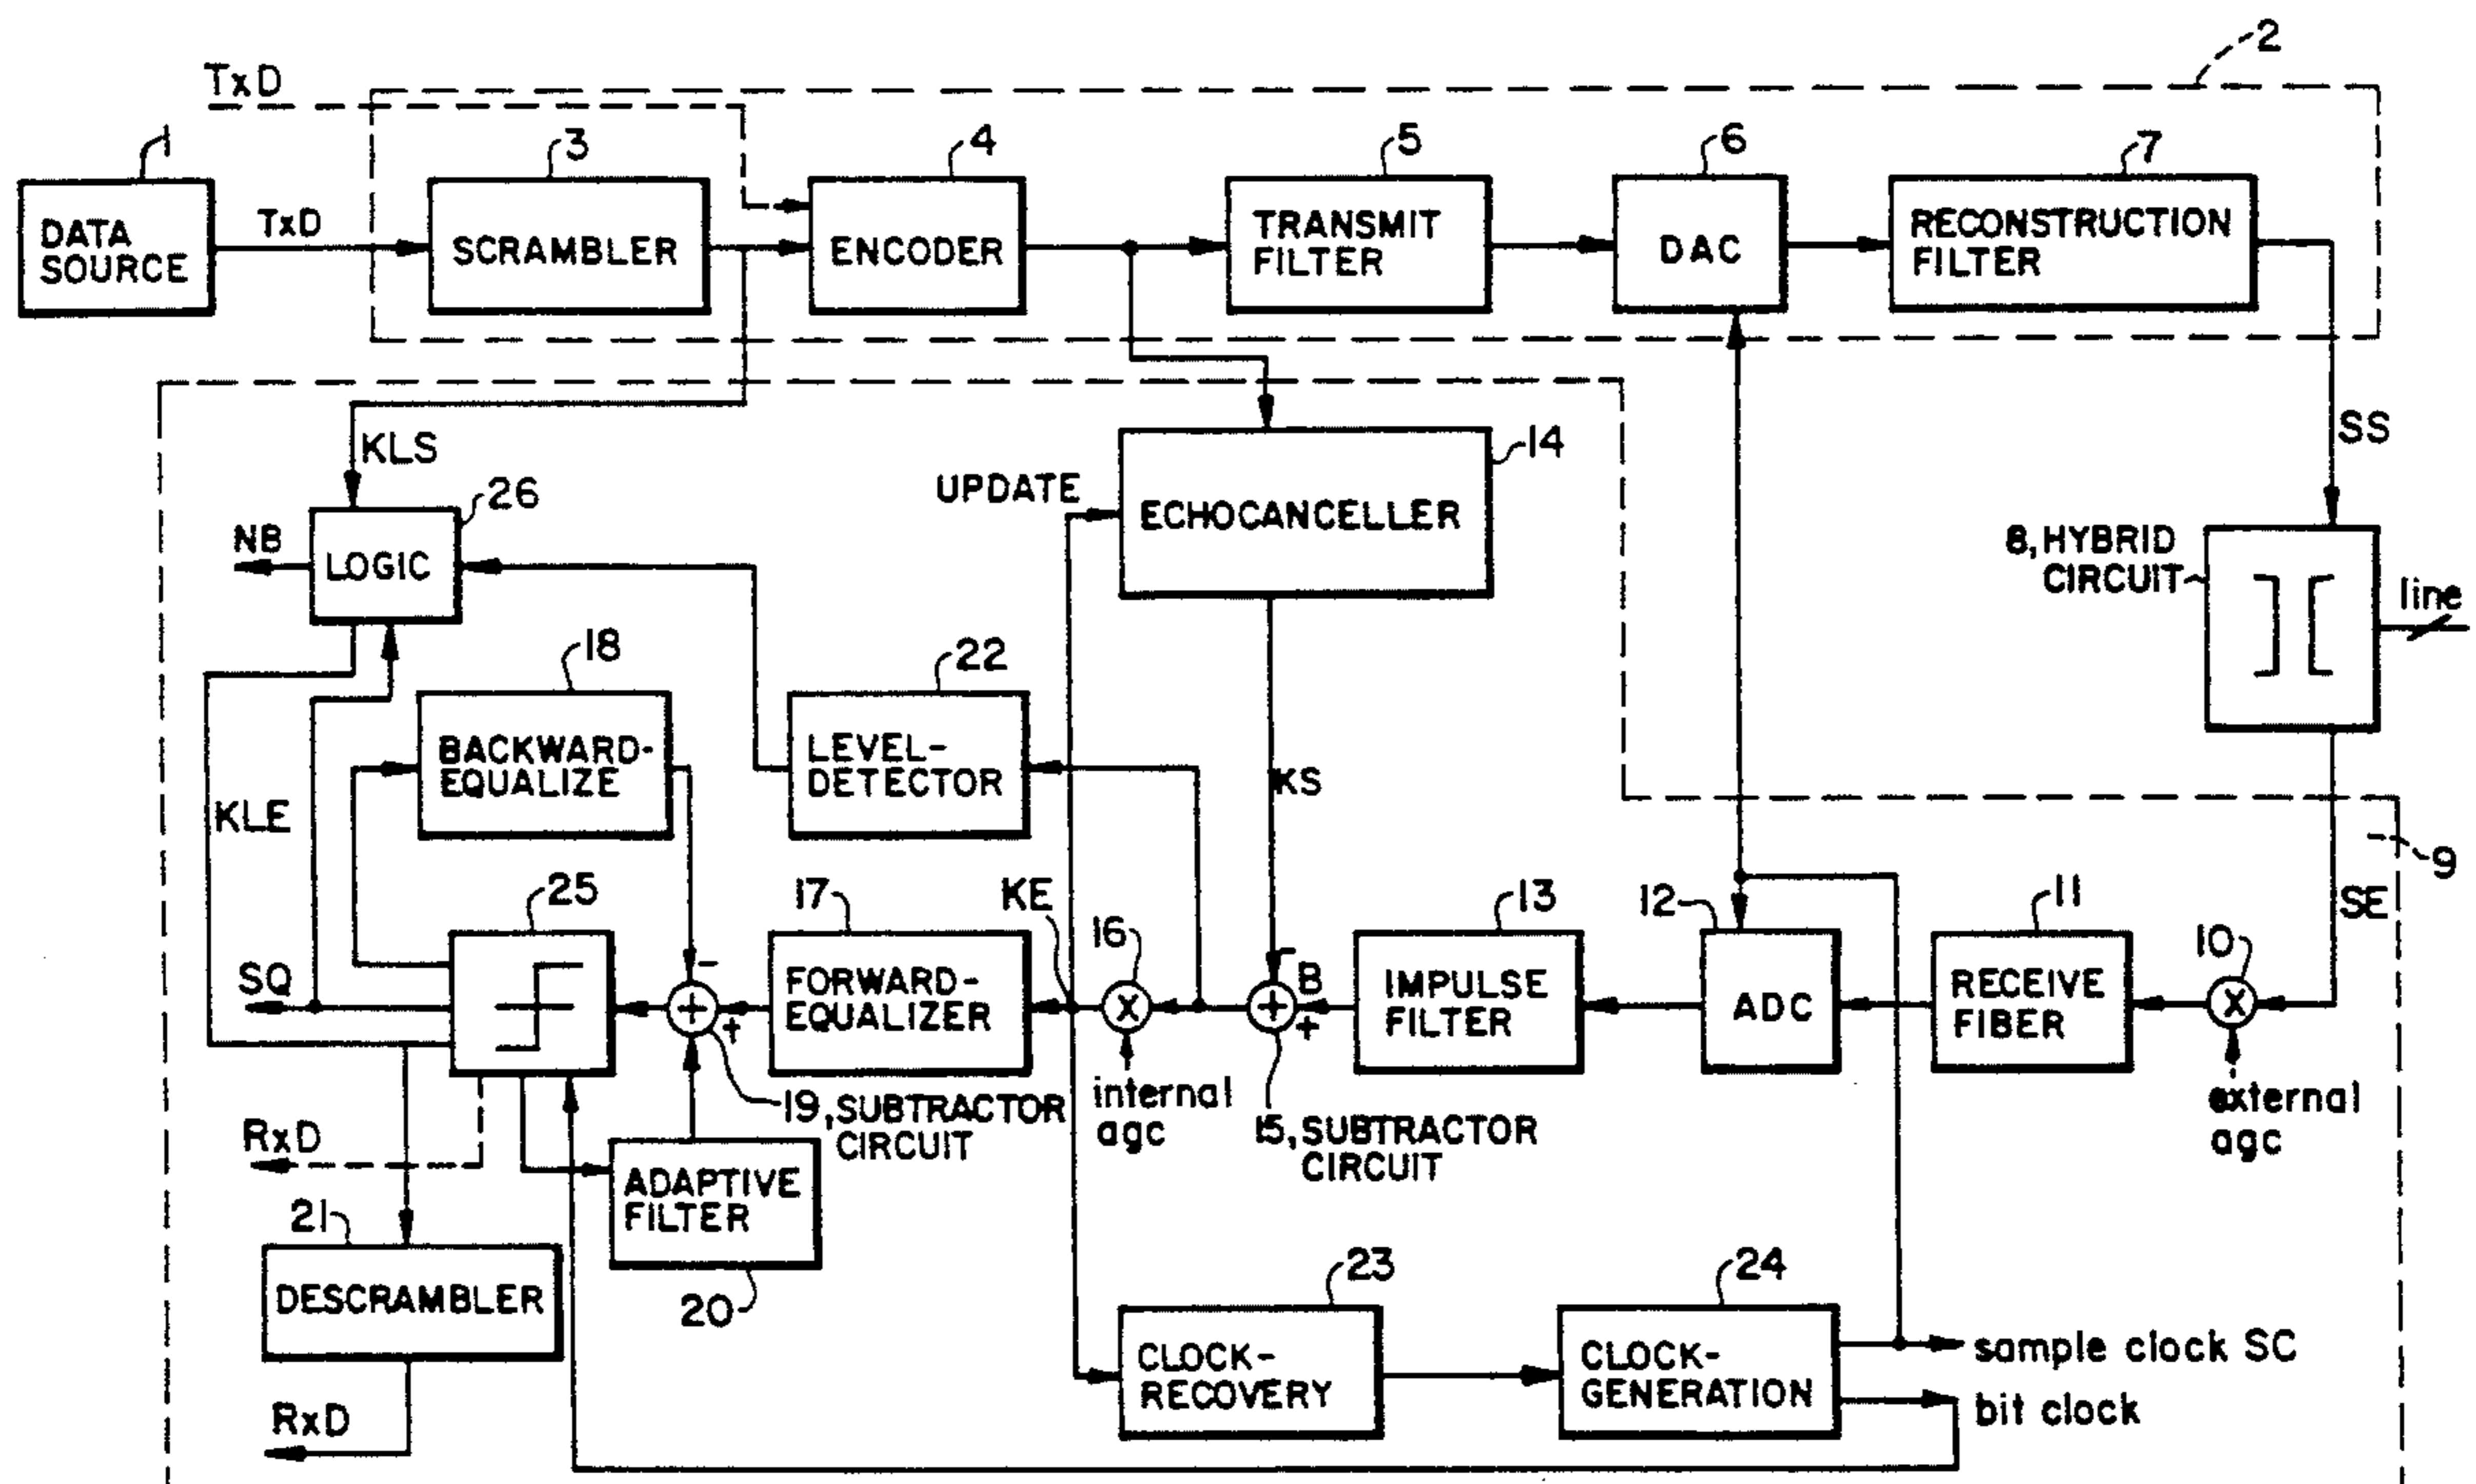 2
TxD
1
3
4
5
6
7
DATA
SOURCE
TxD
SCRAMBLER
ENCODER
TRANSMIT
FILTER
DAC
RECONSTRUCTION
FILTER
KLS
SS
14
UPDATE
ECHOCANCELLER
26
NB
LOGIC
8, HYBRID
CIRCUIT
line
18
22
BACKWARD-
EQUALIZE
LEVEL-
DETECTOR
KS
KLE
9
25
17
KE
16
13
12
11
SE
10
SQ
-
+
FORWARD-
EQUALIZER
X
-
B
+
+
IMPULSE
FILTER
ADC
RECEIVE
FIBER
X
+
19, SUBTRACTOR
CIRCUIT
internal
agc
15, SUBTRACTOR
CIRCUIT
external
agc
RxD
ADAPTIVE
FILTER
20
21
DESCRAMBLER
RxD
23
24
CLOCK-
RECOVERY
CLOCK-
GENERATION
sample clock SC
bit clock